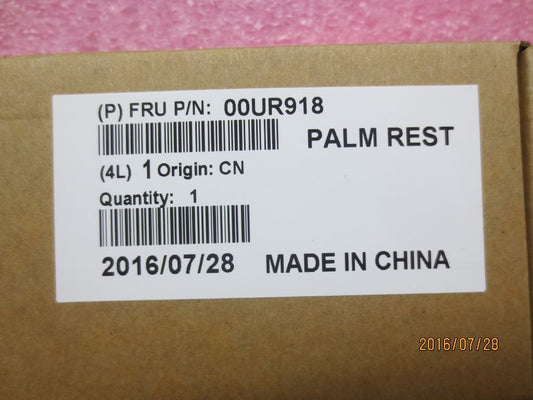 (P) FRU P/N: 00UR918
PALM REST
(4L) 1 Origin: CN
Quantity: 1
2016/07/28 MADE IN CHINA
2016/07/28